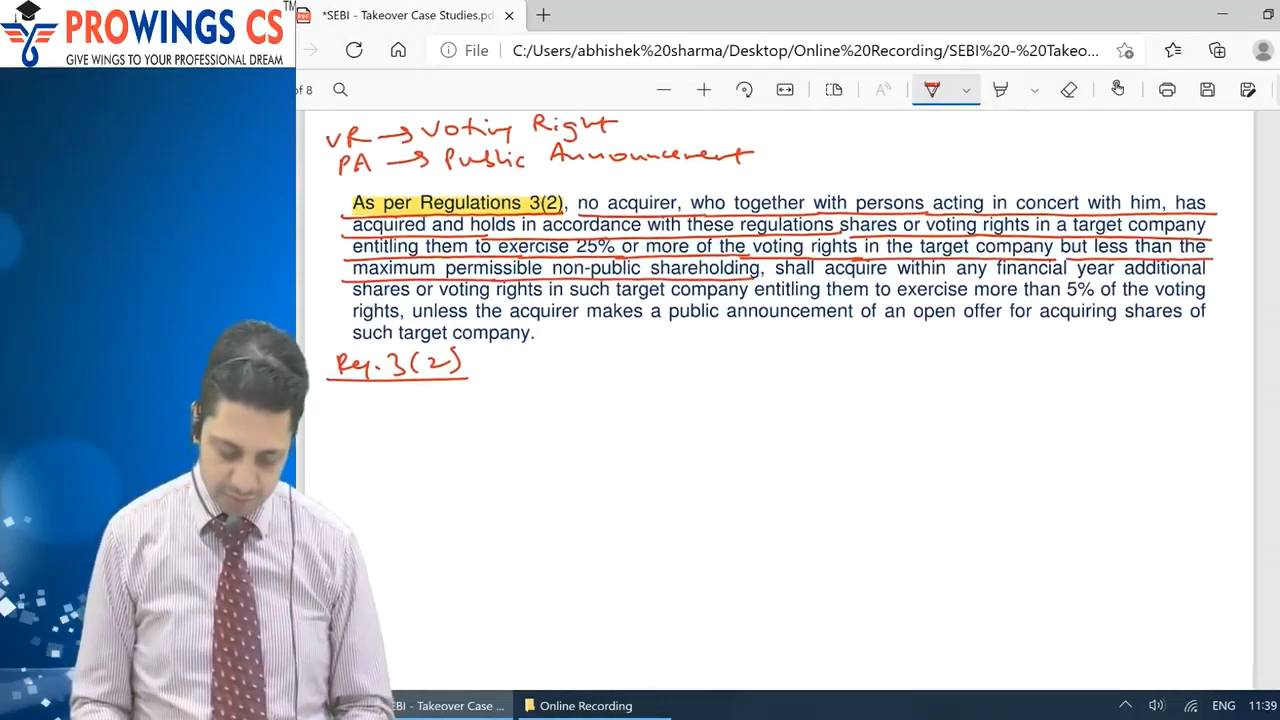 PROWINGS CS
TM
GIVE WINGS TO YOUR PROFESSIONAL DREAM
*SEBI - Takeover Case Studies.pd
File
C:/Users/abhishek%20sharma/Desktop/Online%20Recording/SEBI%20-%20Takeo...
of 8
VR → Voting Right
PA → Public Announcement
As per Regulations 3(2), no acquirer, who together with persons acting in concert with him, has
acquired and holds in accordance with these regulations shares or voting rights in a target company
entitling them to exercise 25% or more of the voting rights in the target company but less than the
maximum permissible non-public shareholding, shall acquire within any financial year additional
shares or voting rights in such target company entitling them to exercise more than 5% of the voting
rights, unless the acquirer makes a public announcement of an open offer for acquiring shares of
such target company.
Reg. 3(2)
EBI - Takeover Case ...
Online Recording
ENG
11:39